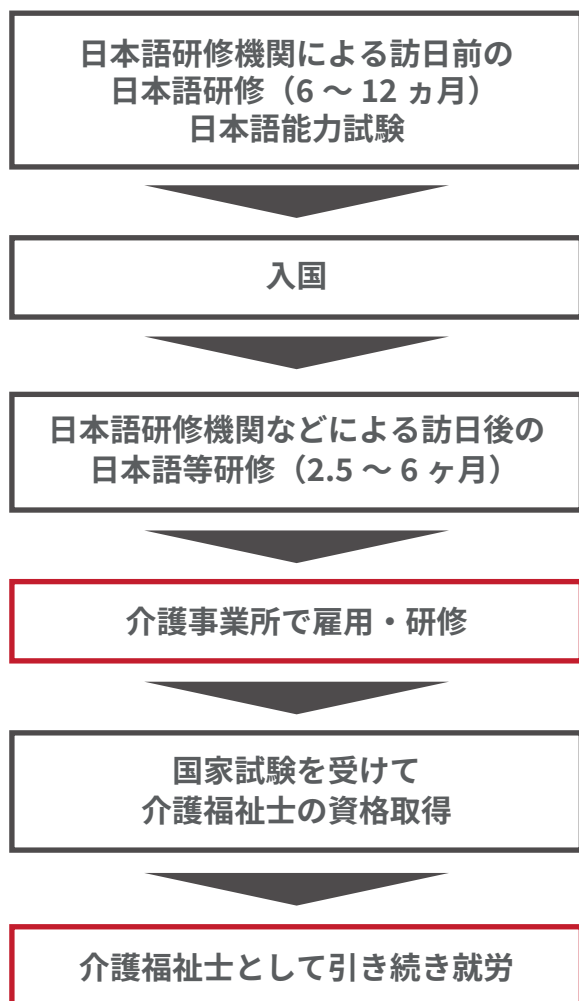 日本語研修機関による訪日前の
日本語研修（6 ～ 12 ヵ月）
日本語能力試験
入国
日本語研修機関などによる訪日後の
日本語等研修（2.5 ～ 6 ヶ月）
介護事業所で雇用・研修
国家試験を受けて
介護福祉士の資格取得
介護福祉士として引き続き就労